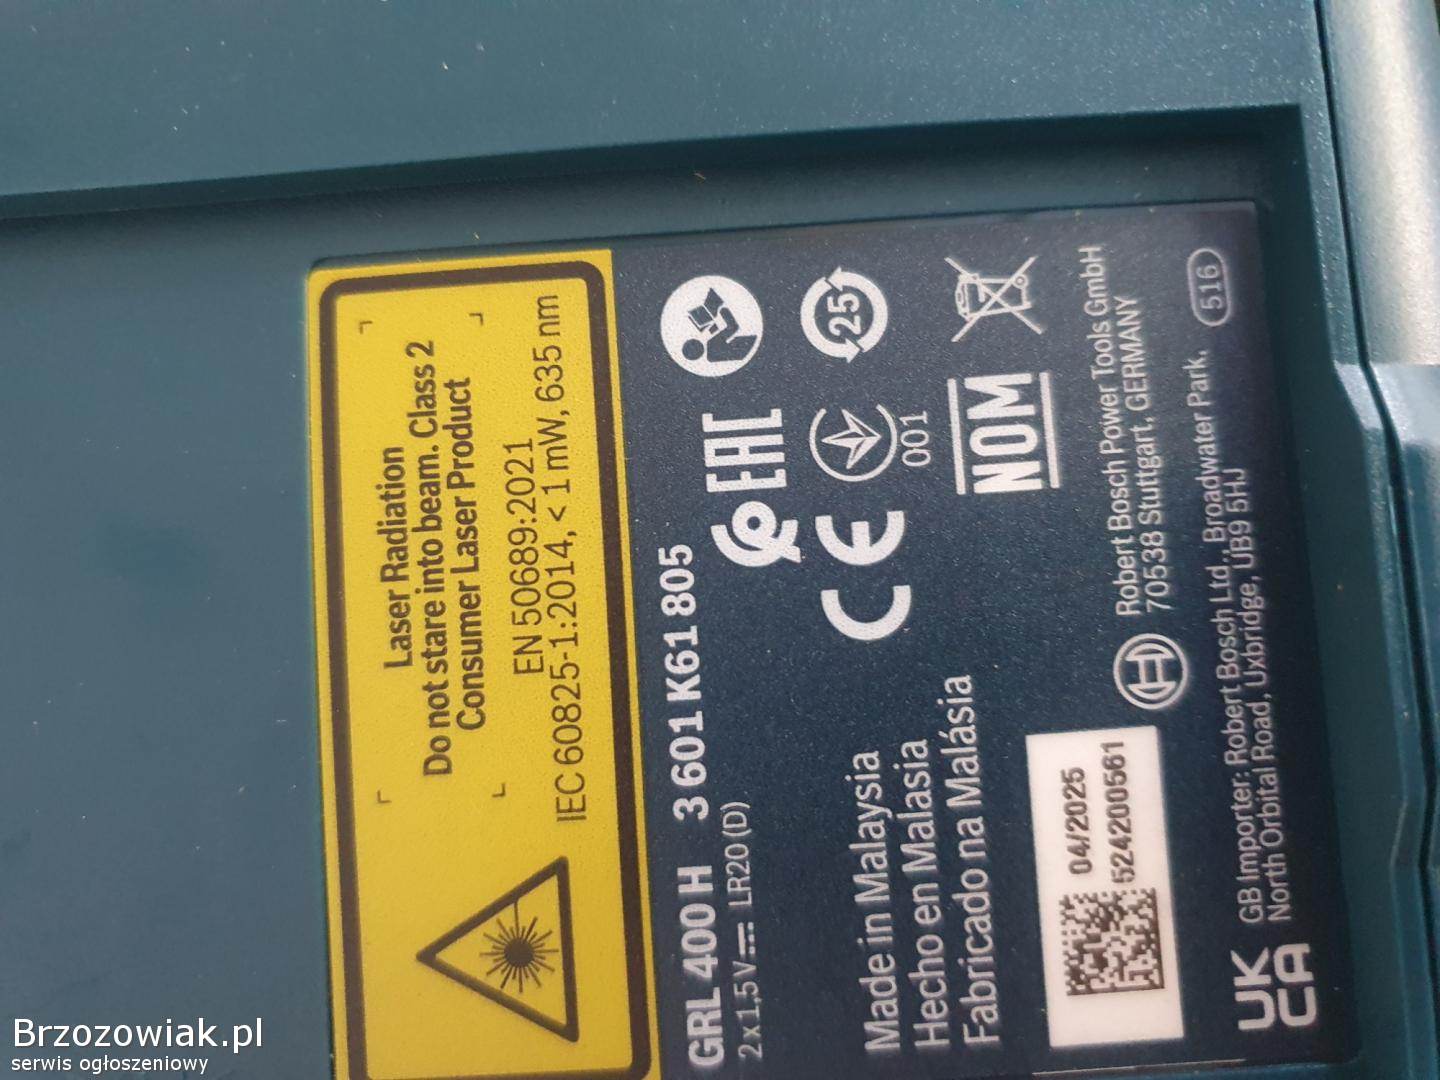 Laser Radiation
Do not stare into beam. Class 2
Consumer Laser Product
EN 50689:2021
IEC 60825-1:2014, < 1 mW, 635 nm
GRL 400 H 3 601 K61 805
2 x 1,5 V LR20 (D)
EAC
25
Made in Malaysia
Hecho en Malasia
Fabricado na Malásia
CE
001
NOM
04/2025
524200561
Robert Bosch Power Tools GmbH
70538 Stuttgart, GERMANY
UK
CA
GB Importer: Robert Bosch Ltd., Broadwater Park,
North Orbital Road, Uxbridge, UB9 5HJ
516
Brzozowiak.pl
serwis ogłoszeniowy